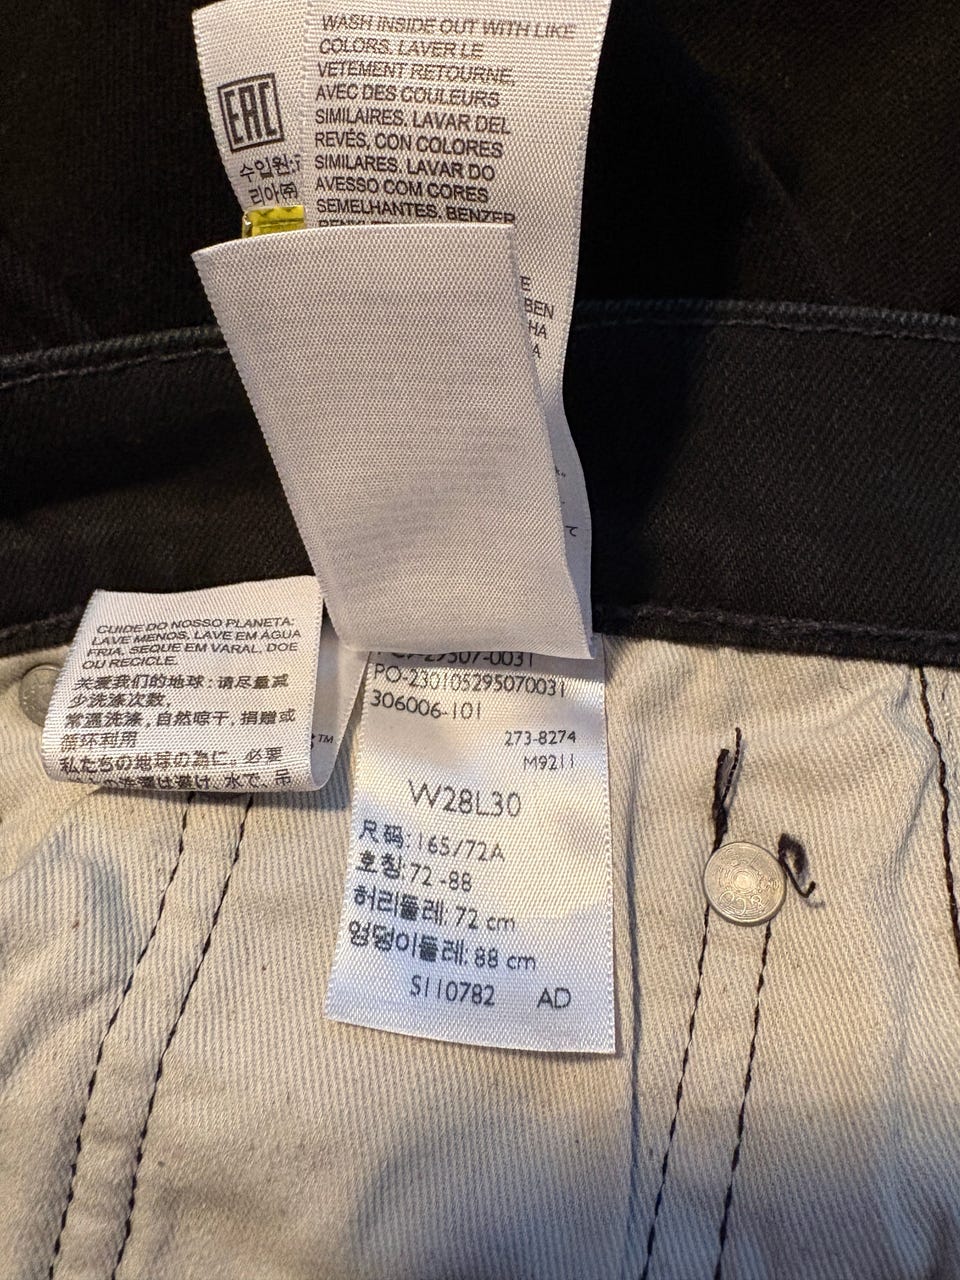 WASH INSIDE OUT WITH LIKE
COLORS. LAVER LE
VETEMENT RETOURNE,
AVEC DES COULEURS
SIMILAIRES. LAVAR DEL
REVÉS, CON COLORES
SIMILARES. LAVAR DO
AVESSO COM CORES
SEMELHANTES. BENZER
EAC
수입원:
리아㈜
CUIDE DO NOSSO PLANETA:
LAVE MENOS, LAVE EM ÁGUA
FRIA, SEQUE EM VARAL, DOE
OU RECICLE.
关爱我们的地球:请尽量减
少洗涤次数,
常温洗涤,自然晾干,捐赠或
循环利用
私たちの地球の為に。必要
™
PO-230105295070031
306006-101
273-8274
M9211
W28L30
尺码:165/72A
호칭:72-88
허리둘레: 72 cm
엉덩이둘레: 88 cm
S110782 AD